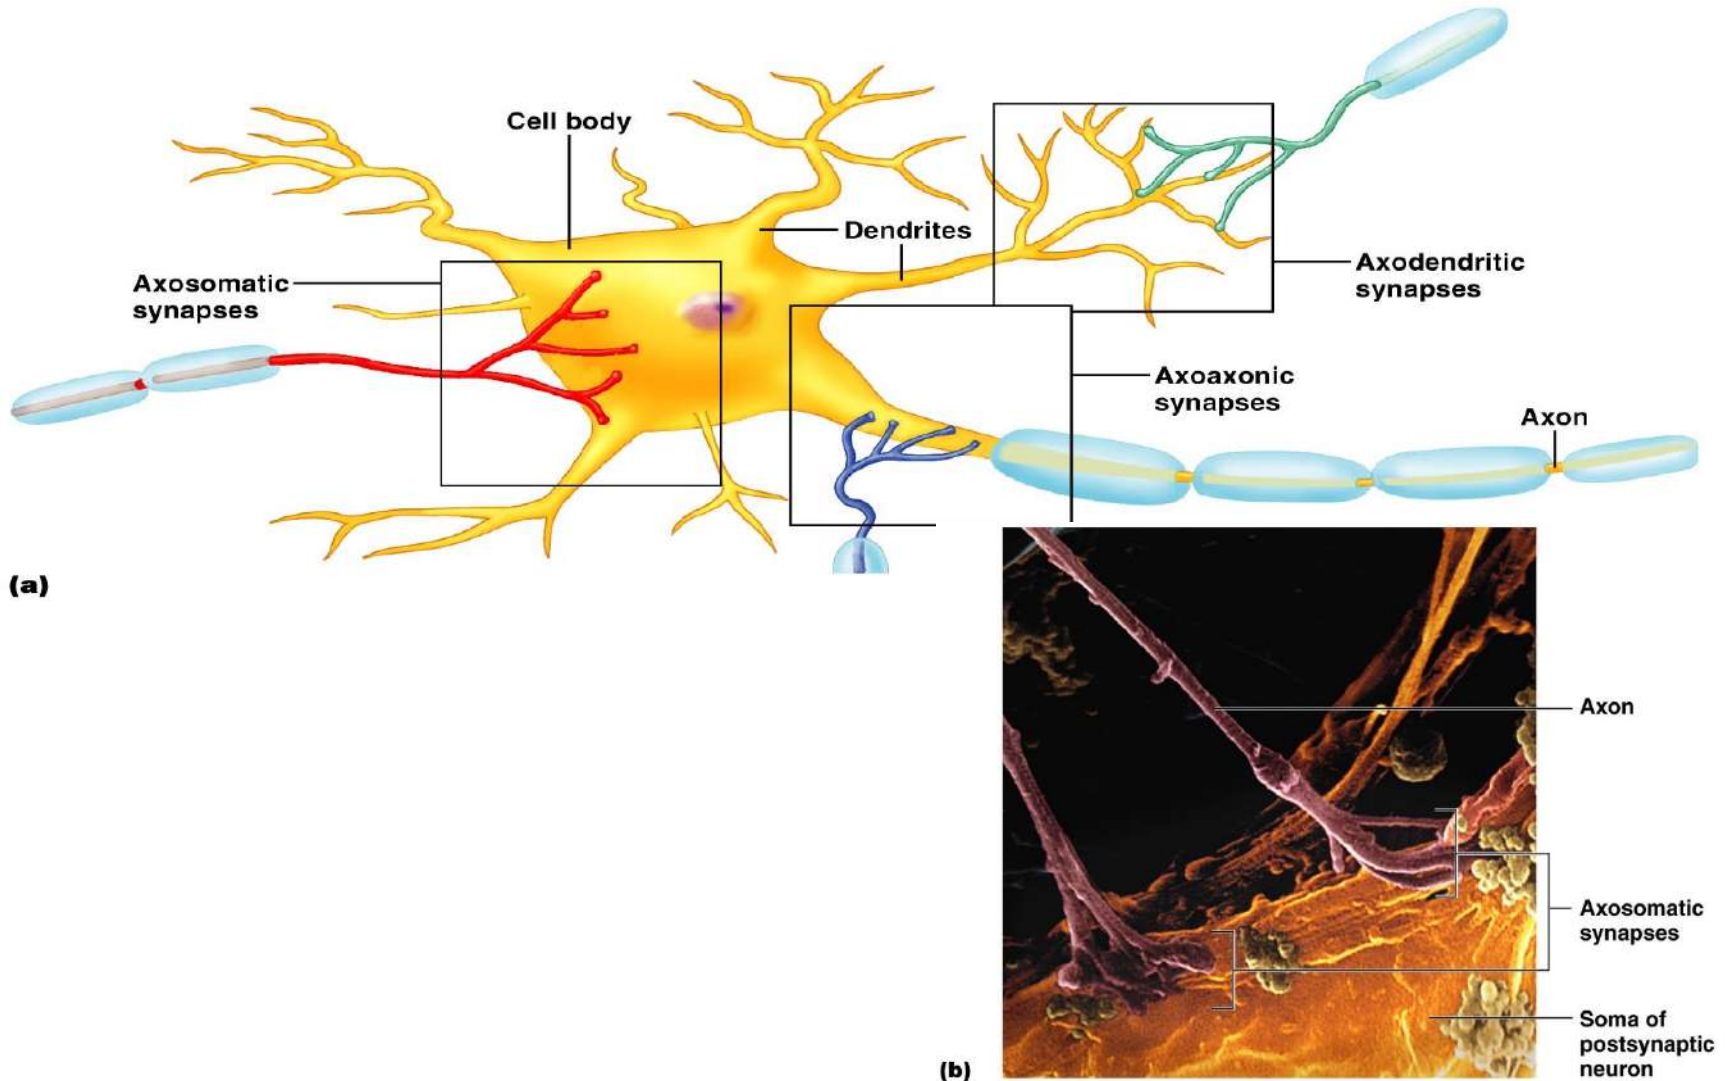 Cell body
Dendrites
Axosomatic
synapses
Axodendritic
synapses
Axoaxonic
synapses
Axon
(a)
Axon
Axosomatic
synapses
Soma of
postsynaptic
neuron
(b)